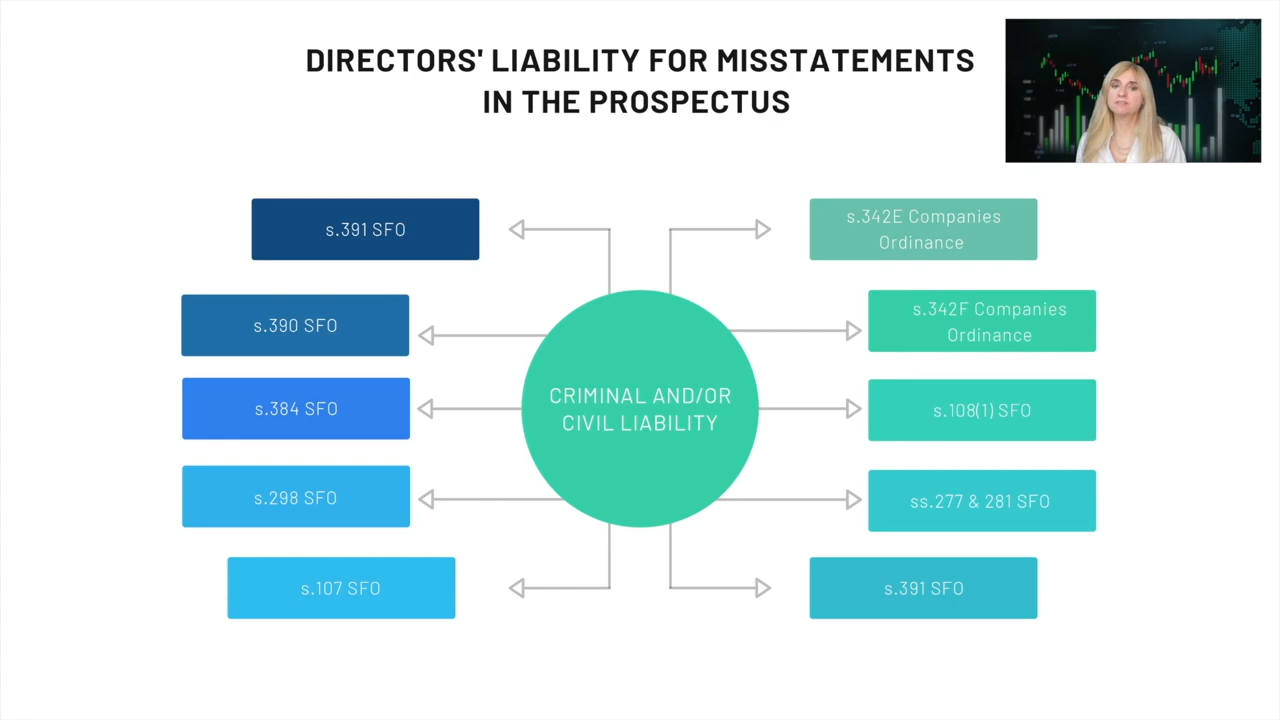 DIRECTORS' LIABILITY FOR MISSTATEMENTS
IN THE PROSPECTUS
s.391 SFO
s.390 SFO
s.384 SFO
s.298 SFO
s.107 SFO
CRIMINAL AND/OR
CIVIL LIABILITY
s.342E Companies
Ordinance
s.342F Companies
Ordinance
s.108(1) SFO
ss.277 & 281 SFO
s.391 SFO